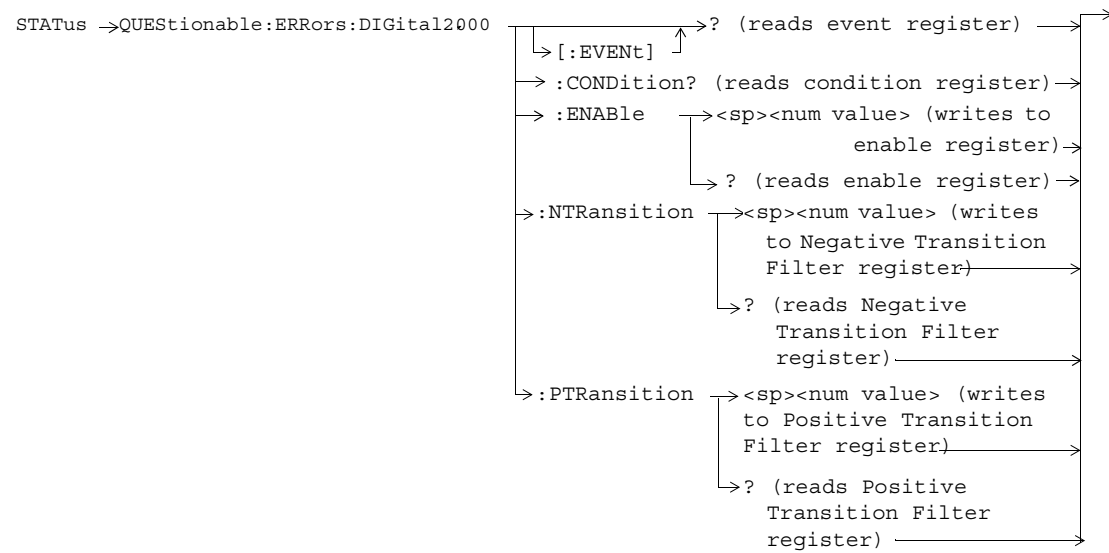 STATus QUEStionable:ERRors:DIGital2000 ? (reads event register)
[:EVENt]
:CONDition? (reads condition register)
:ENABle <sp><num value> (writes to
enable register)
? (reads enable register)
:NTRansition <sp><num value> (writes
to Negative Transition
Filter register)
? (reads Negative
Transition Filter
register)
:PTRansition <sp><num value> (writes
to Positive Transition
Filter register)
? (reads Positive
Transition Filter
register)